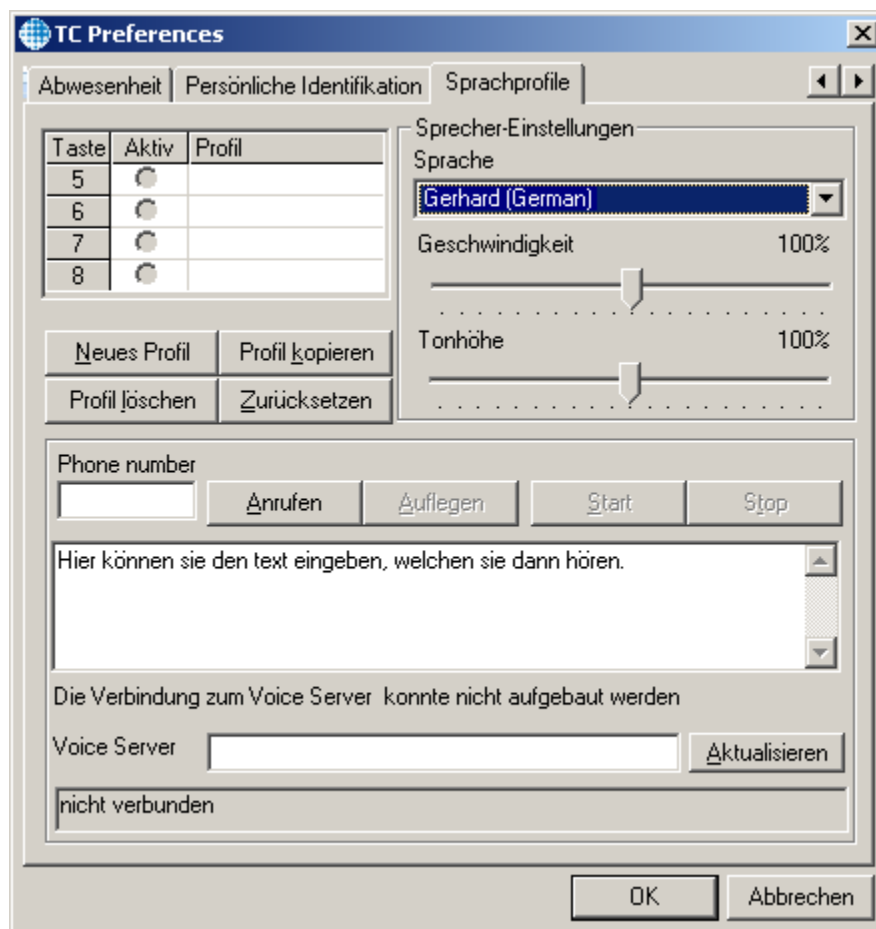 TC Preferences
Abwesenheit Persönliche Identifikation Sprachprofile
Taste Aktiv Profil
5
6
7
8
Sprecher-Einstellungen
Sprache
Gerhard (German)
Geschwindigkeit 100%
Tonhöhe 100%
Neues Profil Profil kopieren
Profil löschen Zurücksetzen
Phone number
Anrufen Auflegen Start Stop
Hier können sie den text eingeben, welchen sie dann hören.
Die Verbindung zum Voice Server konnte nicht aufgebaut werden
Voice Server Aktualisieren
nicht verbunden
OK Abbrechen